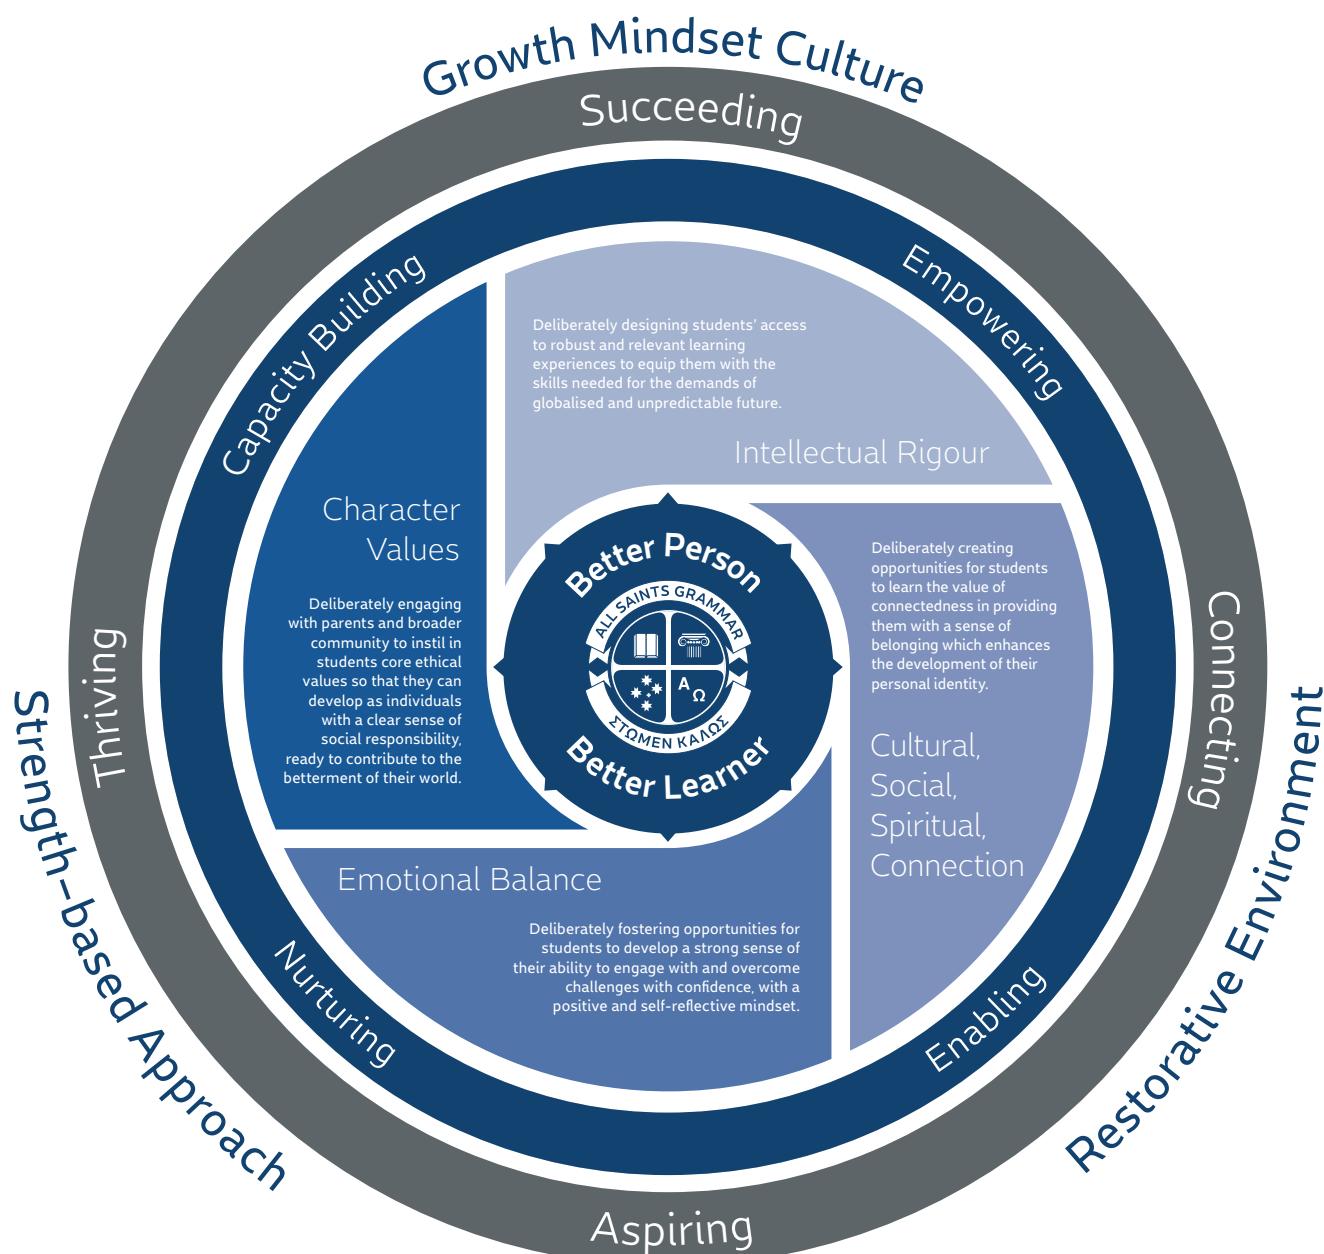 Growth Mindset Culture
Succeeding
Capacity Building
Empowering
Deliberately designing students' access
to robust and relevant learning
experiences to equip them with the
skills needed for the demands of
globalised and unpredictable future.
Intellectual Rigour
Character
Values
Deliberately engaging
with parents and broader
community to instil in
students core ethical
values so that they can
develop as individuals
with a clear sense of
social responsibility,
ready to contribute to the
betterment of their world.
Better Person
ALL SAINTS GRAMMAR
Α Ω
ΣΤΩΜΕΝ ΚΑΛΩΣ
Better Learner
Deliberately creating
opportunities for students
to learn the value of
connectedness in providing
them with a sense of
belonging which enhances
the development of their
personal identity.
Cultural,
Social,
Spiritual,
Connection
Thriving
Connecting
Strength–based Approach
Restorative Environment
Emotional Balance
Deliberately fostering opportunities for
students to develop a strong sense of
their ability to engage with and overcome
challenges with confidence, with a
positive and self-reflective mindset.
Nurturing
Enabling
Aspiring